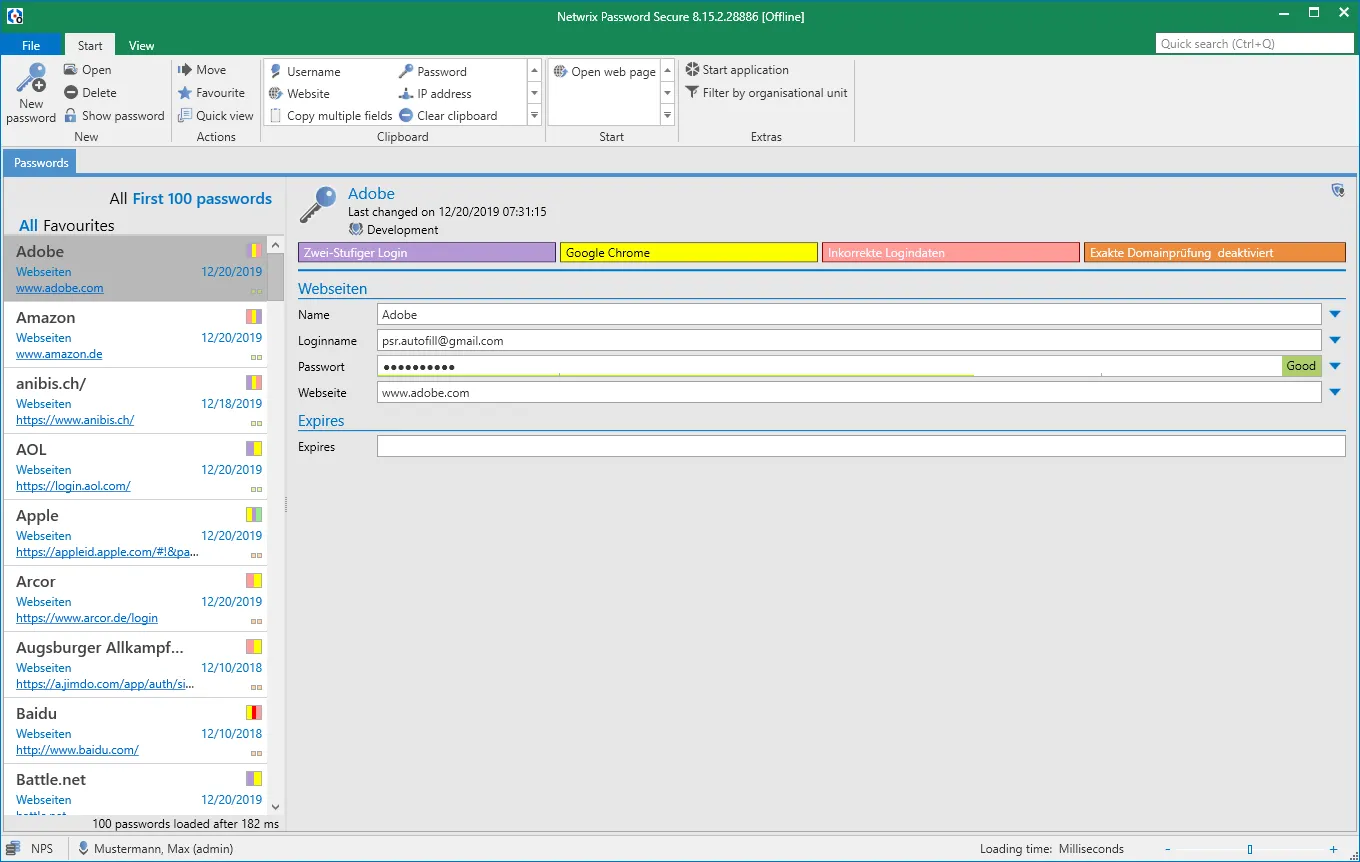 Netwrix Password Secure 8.15.2.28886 [Offline]
File Start View
Quick search (Ctrl+Q)
New password
Open
Delete
Show password
New
Move
Favourite
Quick view
Actions
Username Password
Website IP address
Copy multiple fields Clear clipboard
Clipboard
Open web page
Start
Start application
Filter by organisational unit
Extras
Passwords
All First 100 passwords
All Favourites
Adobe
Webseiten 12/20/2019
www.adobe.com
Amazon
Webseiten 12/20/2019
www.amazon.de
anibis.ch/
Webseiten 12/18/2019
https://www.anibis.ch/
AOL
Webseiten 12/20/2019
https://login.aol.com/
Apple
Webseiten 12/20/2019
https://appleid.apple.com/#!&pa...
Arcor
Webseiten 12/20/2019
https://www.arcor.de/login
Augsburger Allkampf...
Webseiten 12/10/2018
https://a.jimdo.com/app/auth/si...
Baidu
Webseiten 12/10/2018
http://www.baidu.com/
Battle.net
Webseiten 12/20/2019
100 passwords loaded after 182 ms
Adobe
Last changed on 12/20/2019 07:31:15
Development
Zwei-Stufiger Login Google Chrome Inkorrekte Logindaten Exakte Domainprüfung deaktiviert
Webseiten
Name Adobe
Loginname psr.autofill@gmail.com
Passwort ●●●●●●●●●● Good
Webseite www.adobe.com
Expires
Expires
NPS Mustermann, Max (admin) Loading time: Milliseconds - +